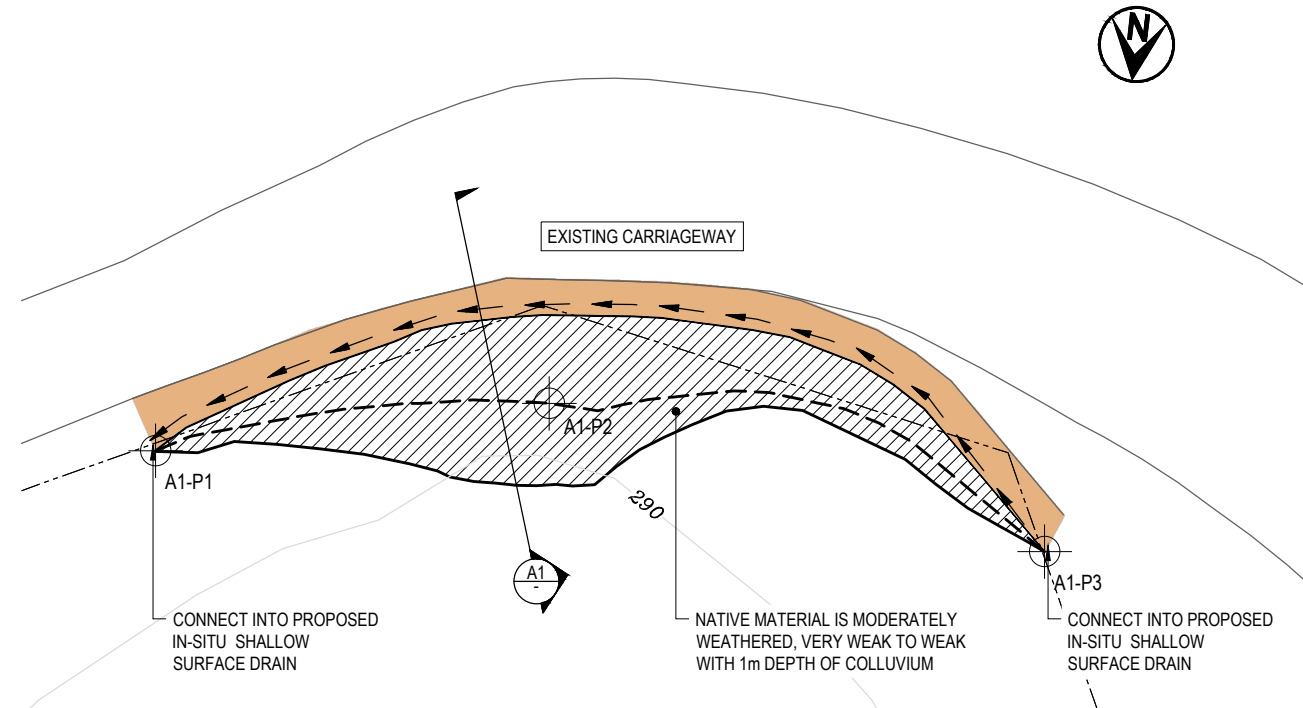 N
EXISTING CARRIAGEWAY
A1-P2
A1-P1
290
A1
-
A1-P3
CONNECT INTO PROPOSED
IN-SITU SHALLOW
SURFACE DRAIN
NATIVE MATERIAL IS MODERATELY
WEATHERED, VERY WEAK TO WEAK
WITH 1m DEPTH OF COLLUVIUM
CONNECT INTO PROPOSED
IN-SITU SHALLOW
SURFACE DRAIN